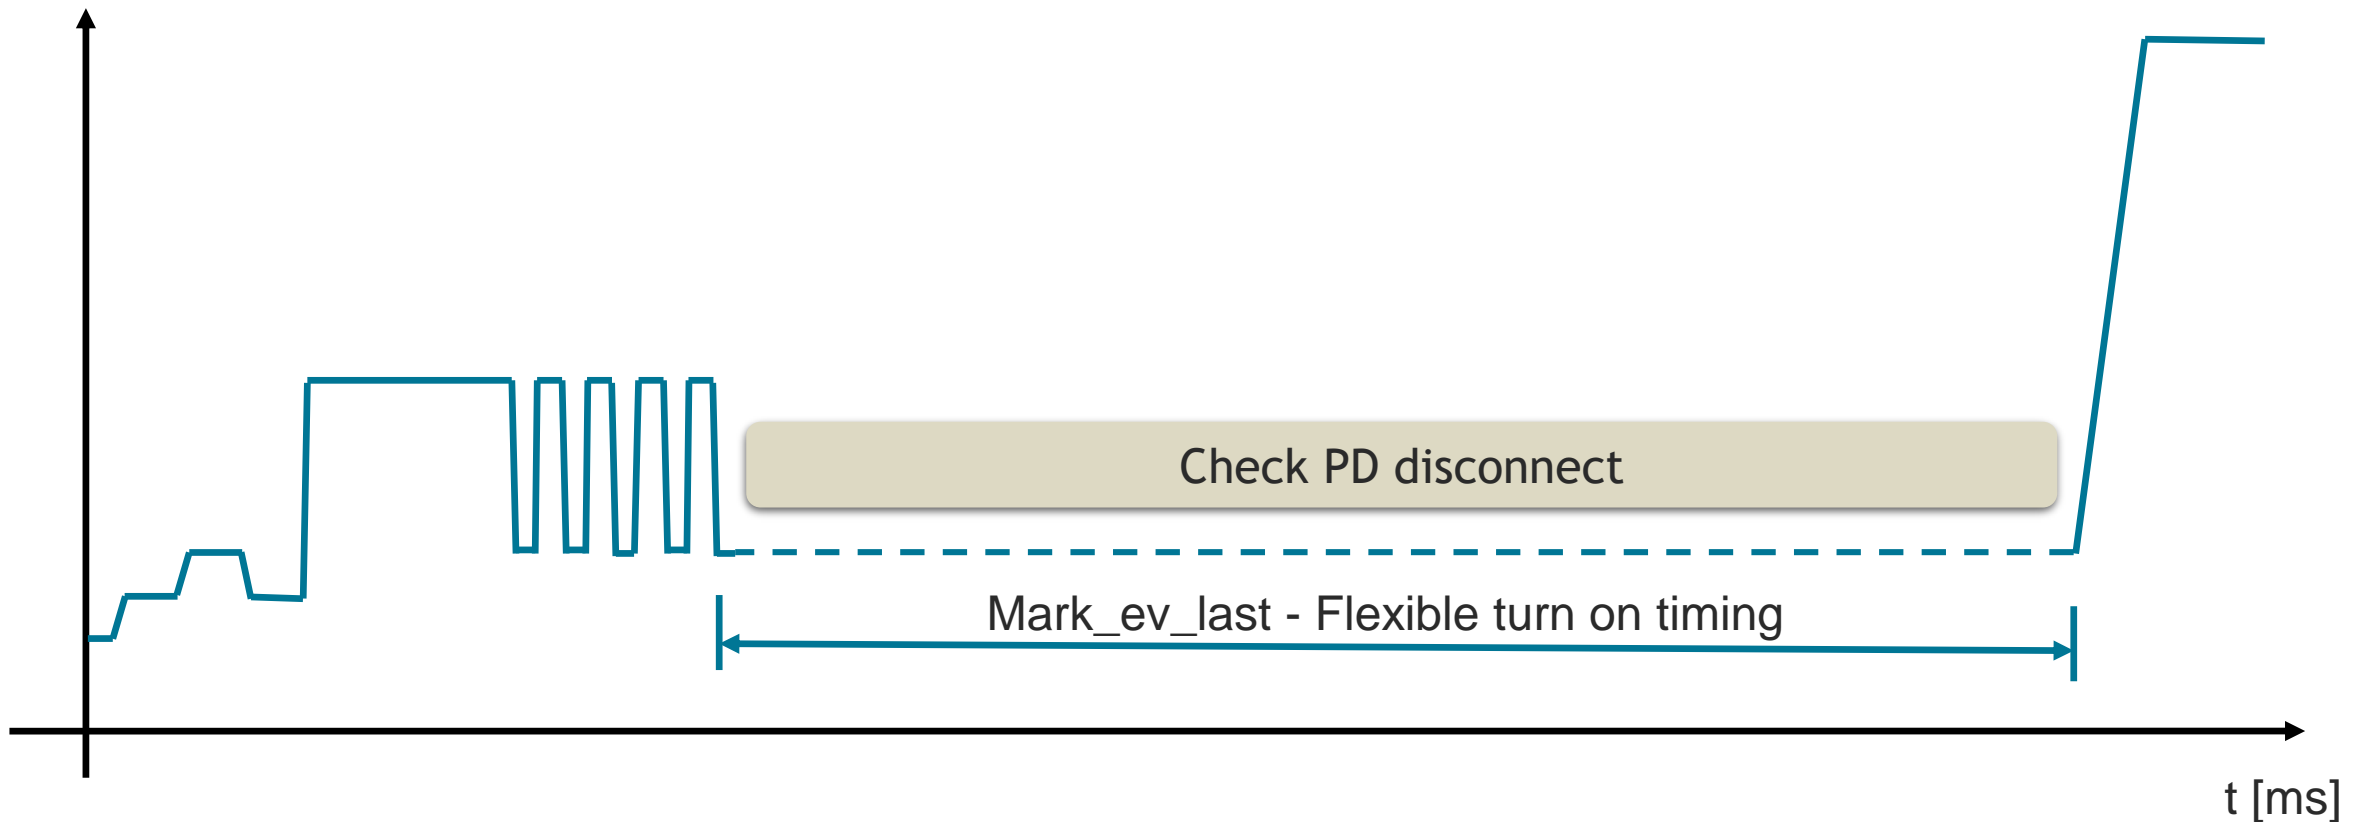 Check PD disconnect
Mark_ev_last - Flexible turn on timing
t [ms]